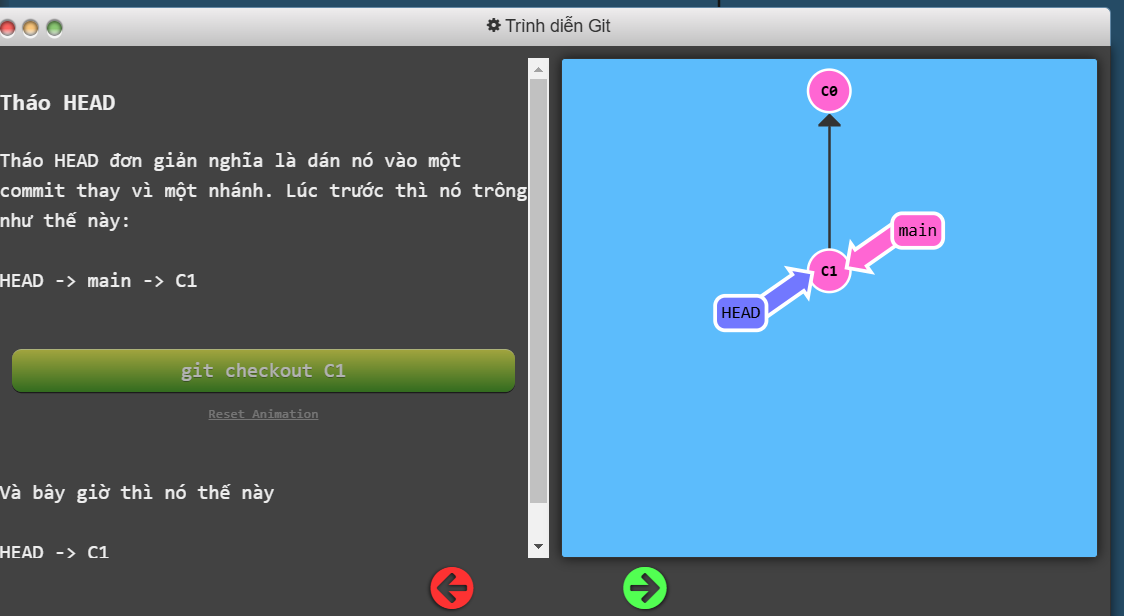 Trình diễn Git
Tháo HEAD
Tháo HEAD đơn giản nghĩa là dán nó vào một
commit thay vì một nhánh. Lúc trước thì nó trông
như thế này:
HEAD -> main -> C1
git checkout C1
Reset Animation
Và bây giờ thì nó thế này
HEAD -> C1
C0
main
C1
HEAD